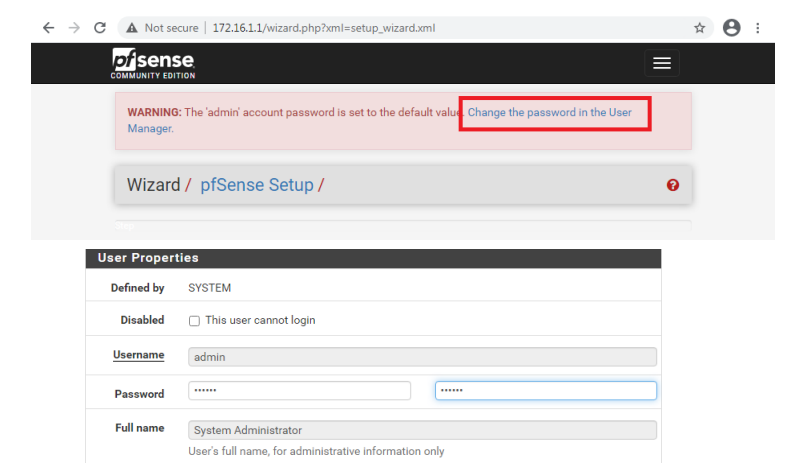 Not secure | 172.16.1.1/wizard.php?xml=setup_wizard.xml
pfsense
COMMUNITY EDITION
WARNING: The 'admin' account password is set to the default value. Change the password in the User
Manager.
Wizard / pfSense Setup /
Step
User Properties
Defined by SYSTEM
Disabled This user cannot login
Username admin
Password •••••• ••••••
Full name System Administrator
User's full name, for administrative information only